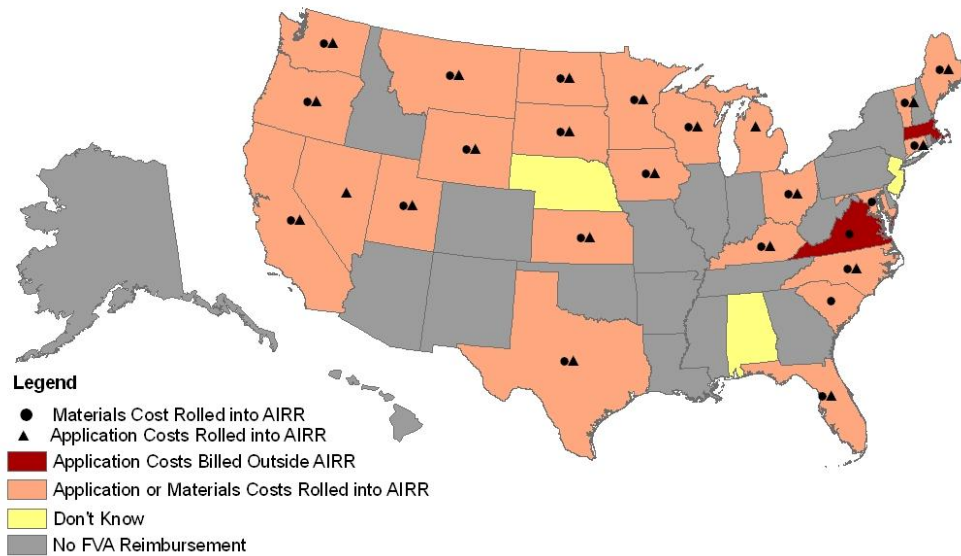 Legend
Materials Cost Rolled into AIRR
Application Costs Rolled into AIRR
Application Costs Billed Outside AIRR
Application or Materials Costs Rolled into AIRR
Don't Know
No FVA Reimbursement